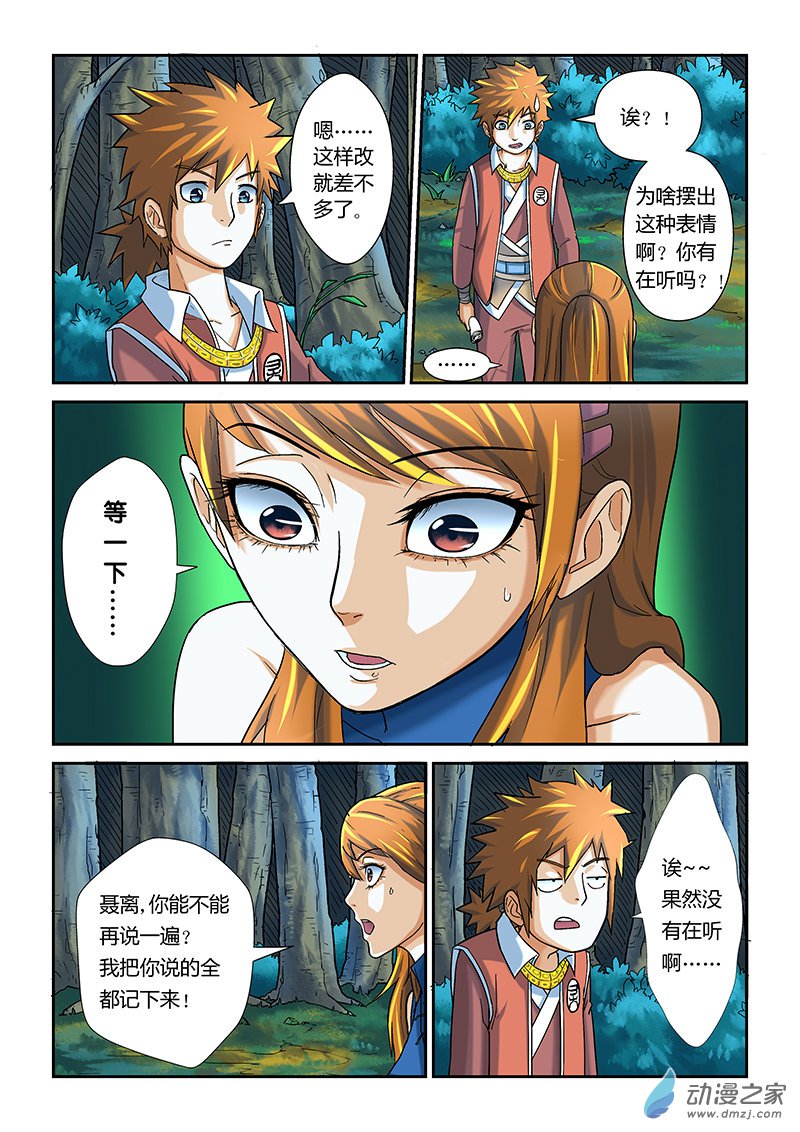 嗯……
这样改
就差不
多了。
诶？！
为啥摆出
这种表情
啊？你有
在听吗？！
……
等一下……
聂离，你能不能
再说一遍？
我把你说的全
都记下来！
诶~~
果然没
有在听
啊……
灵
灵
灵
动漫之家
www.dmzj.com